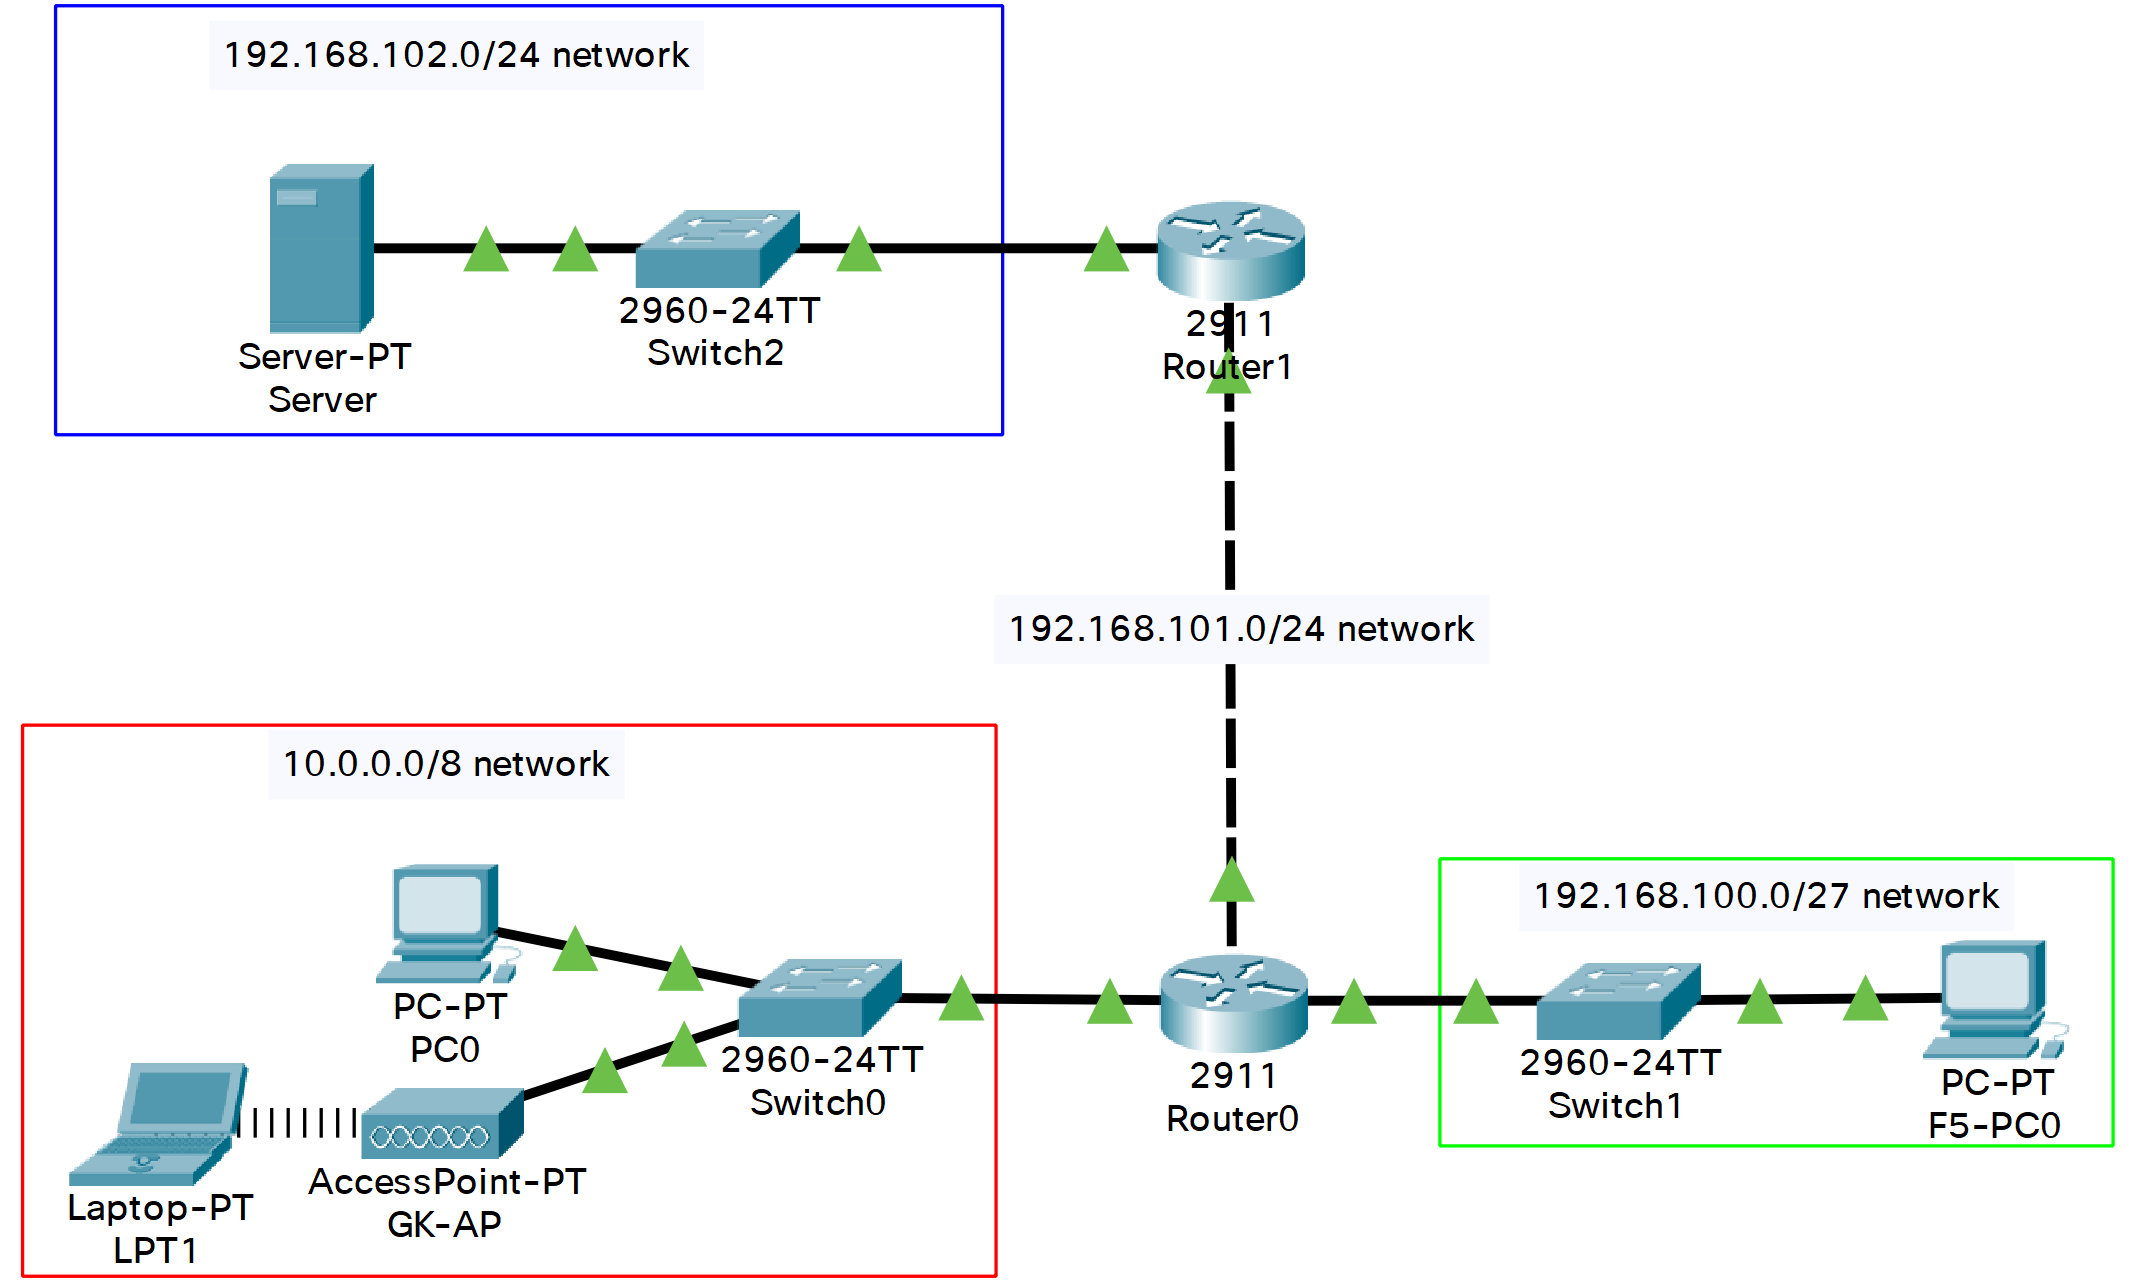 192.168.102.0/24 network
Server-PT
Server
2960-24TT
Switch2
2911
Router1
192.168.101.0/24 network
10.0.0.0/8 network
PC-PT
PC0
Laptop-PT
LPT1
AccessPoint-PT
GK-AP
2960-24TT
Switch0
2911
Router0
192.168.100.0/27 network
2960-24TT
Switch1
PC-PT
F5-PC0